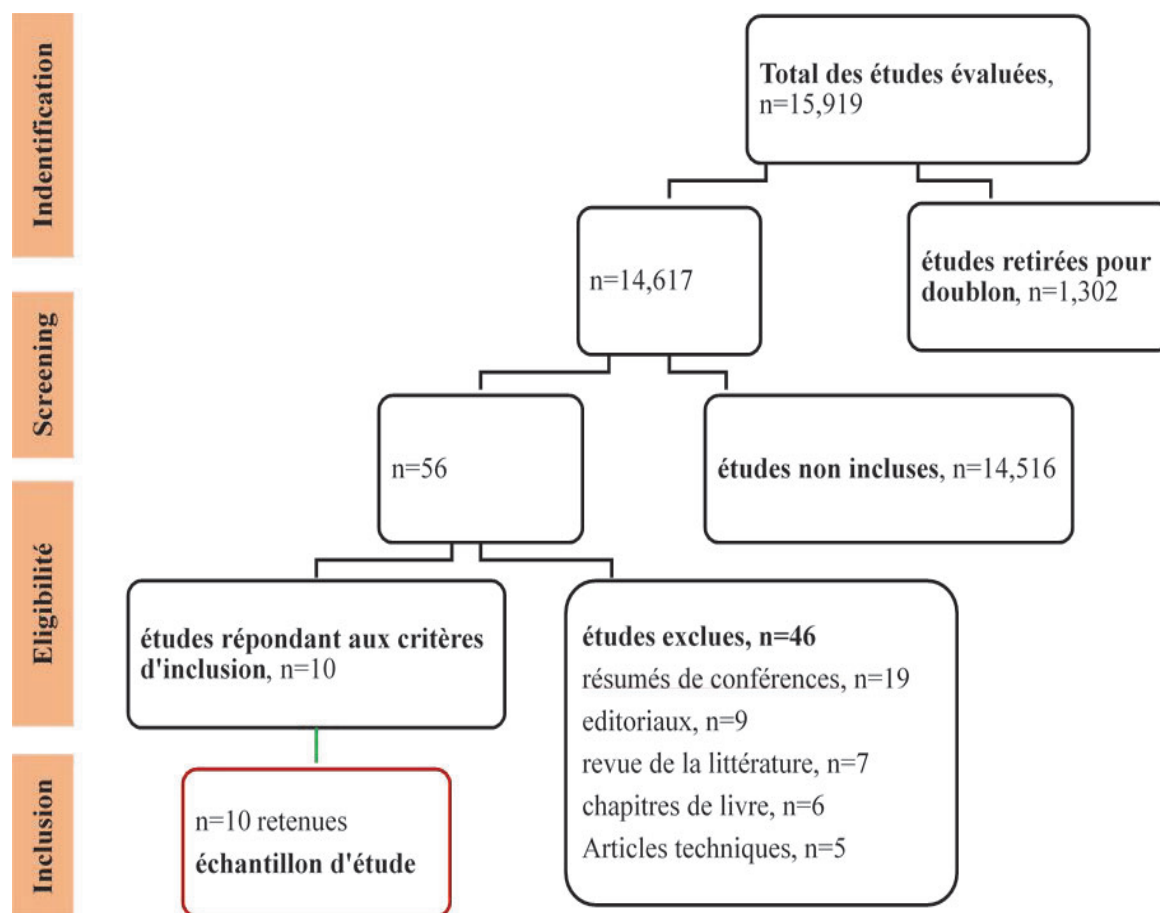 Indentification
Total des études évaluées,
n=15,919
n=14,617
études retirées pour
doublon, n=1,302
Screening
n=56
études non incluses, n=14,516
Eligibilité
études répondant aux critères
d'inclusion, n=10
études exclues, n=46
résumés de conférences, n=19
editoriaux, n=9
revue de la littérature, n=7
chapitres de livre, n=6
Articles techniques, n=5
Inclusion
n=10 retenues
échantillon d'étude